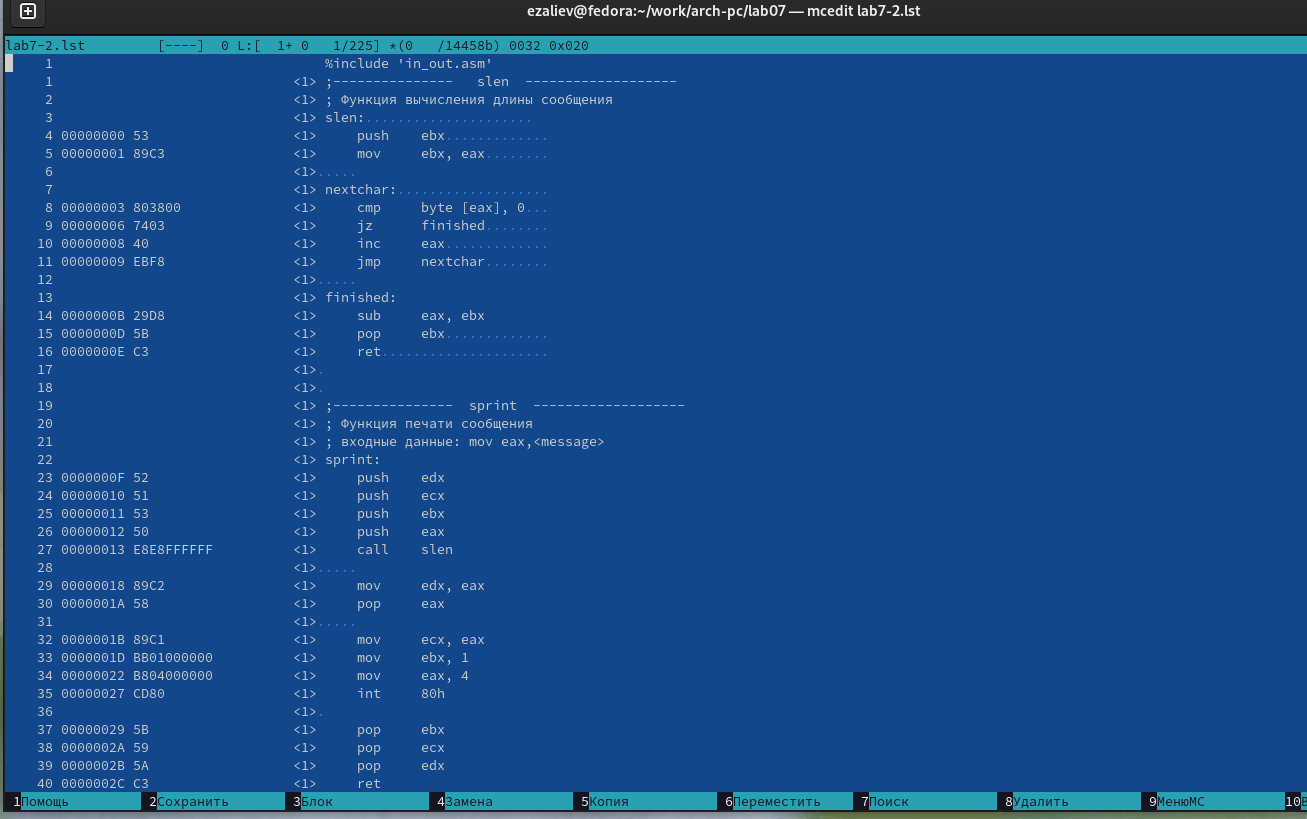 ezaliev@fedora:~/work/arch-pc/lab07 — mcedit lab7-2.lst
lab7-2.lst         [----]  0 L:[  1+ 0   1/225] *(0   /14458b) 0032 0x020
1 %include 'in_out.asm'
1 <1> ;---------------   slen  -------------------
2 <1> ; Функция вычисления длины сообщения
3 <1> slen:.....................
4 00000000 53 <1>     push    ebx.............
5 00000001 89C3 <1>     mov     ebx, eax........
6 <1>.....
7 <1> nextchar:...................
8 00000003 803800 <1>     cmp     byte [eax], 0...
9 00000006 7403 <1>     jz      finished........
10 00000008 40 <1>     inc     eax.............
11 00000009 EBF8 <1>     jmp     nextchar........
12 <1>.....
13 <1> finished:
14 0000000B 29D8 <1>     sub     eax, ebx
15 0000000D 5B <1>     pop     ebx.............
16 0000000E C3 <1>     ret.....................
17 <1>.
18 <1>.
19 <1> ;---------------  sprint  -------------------
20 <1> ; Функция печати сообщения
21 <1> ; входные данные: mov eax,<message>
22 <1> sprint:
23 0000000F 52 <1>     push    edx
24 00000010 51 <1>     push    ecx
25 00000011 53 <1>     push    ebx
26 00000012 50 <1>     push    eax
27 00000013 E8E8FFFFFF <1>     call    slen
28 <1>.....
29 00000018 89C2 <1>     mov     edx, eax
30 0000001A 58 <1>     pop     eax
31 <1>.....
32 0000001B 89C1 <1>     mov     ecx, eax
33 0000001D BB01000000 <1>     mov     ebx, 1
34 00000022 B804000000 <1>     mov     eax, 4
35 00000027 CD80 <1>     int     80h
36 <1>.
37 00000029 5B <1>     pop     ebx
38 0000002A 59 <1>     pop     ecx
39 0000002B 5A <1>     pop     edx
40 0000002C C3 <1>     ret
1Помощь 2Сохранить 3Блок 4Замена 5Копия 6Переместить 7Поиск 8Удалить 9МенюМС 10